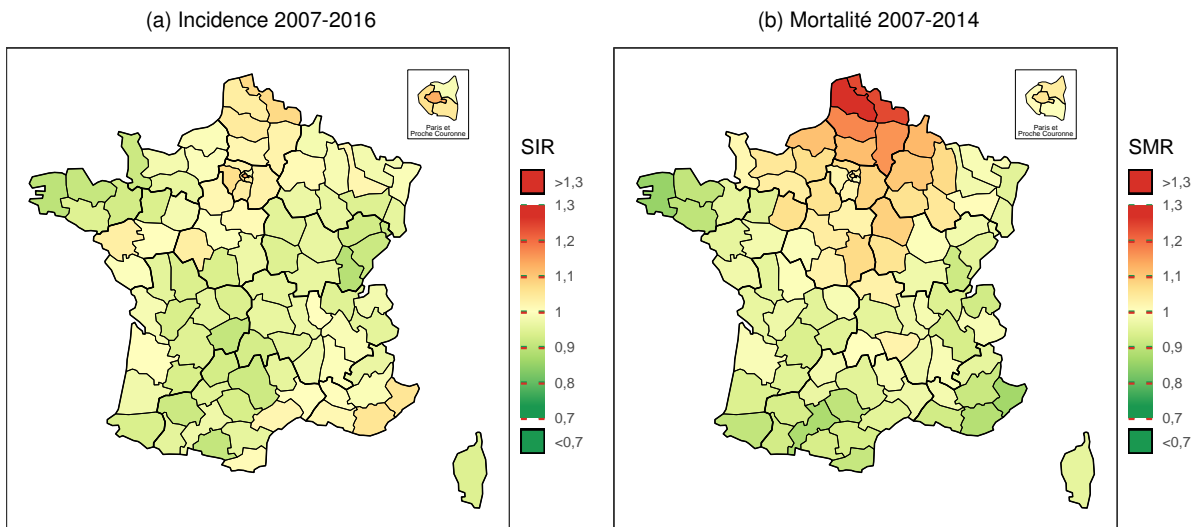 (a) Incidence 2007-2016
Paris et
Proche Couronne
SIR
>1,3
1,3
1,2
1,1
1
0,9
0,8
0,7
<0,7
(b) Mortalité 2007-2014
Paris et
Proche Couronne
SMR
>1,3
1,3
1,2
1,1
1
0,9
0,8
0,7
<0,7